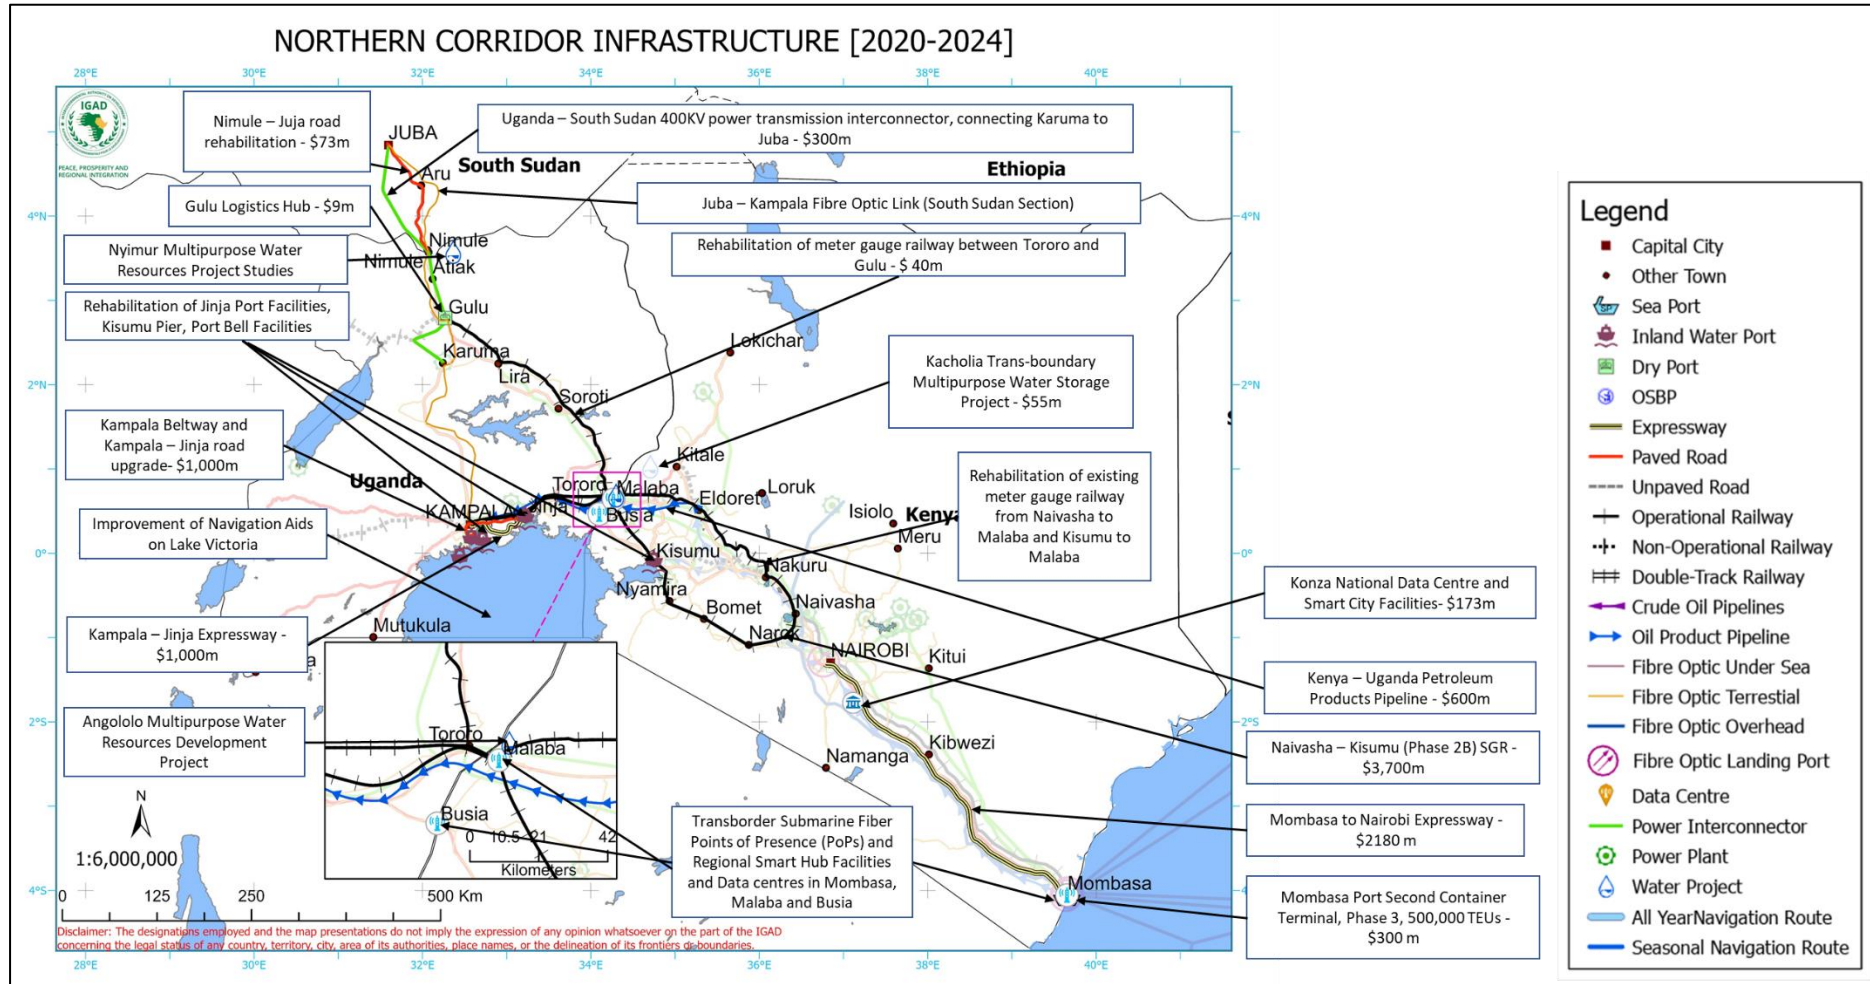 NORTHERN CORRIDOR INFRASTRUCTURE [2020-2024]
28°E
30°E
32°E
34°E
36°E
38°E
40°E
IGAD
PEACE, PROSPERITY AND
REGIONAL INTEGRATION
Nimule – Juja road
rehabilitation - $73m
JUBA
Uganda – South Sudan 400KV power transmission interconnector, connecting Karuma to
Juba - $300m
South Sudan
Ethiopia
Aru
Gulu Logistics Hub - $9m
Juba – Kampala Fibre Optic Link (South Sudan Section)
4°N
4°N
Nyimur Multipurpose Water
Resources Project Studies
Nimule
Nimule
Atiak
Rehabilitation of meter gauge railway between Tororo and
Gulu - $ 40m
Rehabilitation of Jinja Port Facilities,
Kisumu Pier, Port Bell Facilities
Gulu
Karuma
Lira
Lokichar
Kacholia Trans-boundary
Multipurpose Water Storage
Project - $55m
2°N
2°N
Soroti
Kampala Beltway and
Kampala – Jinja road
upgrade- $1,000m
Kitale
Uganda
Tororo
Malaba
Eldoret
Loruk
Rehabilitation of existing
meter gauge railway
from Naivasha to
Malaba and Kisumu to
Malaba
KAMPALA
Jinja
Busia
Isiolo
Kenya
Meru
Improvement of Navigation Aids
on Lake Victoria
0°
0°
Kisumu
Nakuru
Nyamira
Bomet
Naivasha
Konza National Data Centre and
Smart City Facilities- $173m
Kampala – Jinja Expressway -
$1,000m
Mutukula
Narok
NAIROBI
Kitui
Kenya – Uganda Petroleum
Products Pipeline - $600m
Angololo Multipurpose Water
Resources Development
Project
Tororo
Malaba
2°S
Kibwezi
Namanga
Naivasha – Kisumu (Phase 2B) SGR -
$3,700m
N
1:6,000,000
Busia
0 10.5 21 42
Kilometers
Transborder Submarine Fiber
Points of Presence (PoPs) and
Regional Smart Hub Facilities
and Data centres in Mombasa,
Malaba and Busia
Mombasa to Nairobi Expressway -
$2180 m
Mombasa
4°S
0 125 250 500 Km
Mombasa Port Second Container
Terminal, Phase 3, 500,000 TEUs -
$300 m
Disclaimer: The designations employed and the map presentations do not imply the expression of any opinion whatsoever on the part of the IGAD
concerning the legal status of any country, territory, city, area of its authorities, place names, or the delineation of its frontiers or boundaries.
28°E
30°E
32°E
34°E
36°E
38°E
40°E
Legend
Capital City
Other Town
SP
Sea Port
Inland Water Port
Dry Port
OSBP
Expressway
Paved Road
Unpaved Road
Operational Railway
Non-Operational Railway
Double-Track Railway
Crude Oil Pipelines
Oil Product Pipeline
Fibre Optic Under Sea
Fibre Optic Terrestial
Fibre Optic Overhead
Fibre Optic Landing Port
Data Centre
Power Interconnector
Power Plant
Water Project
All YearNavigation Route
Seasonal Navigation Route